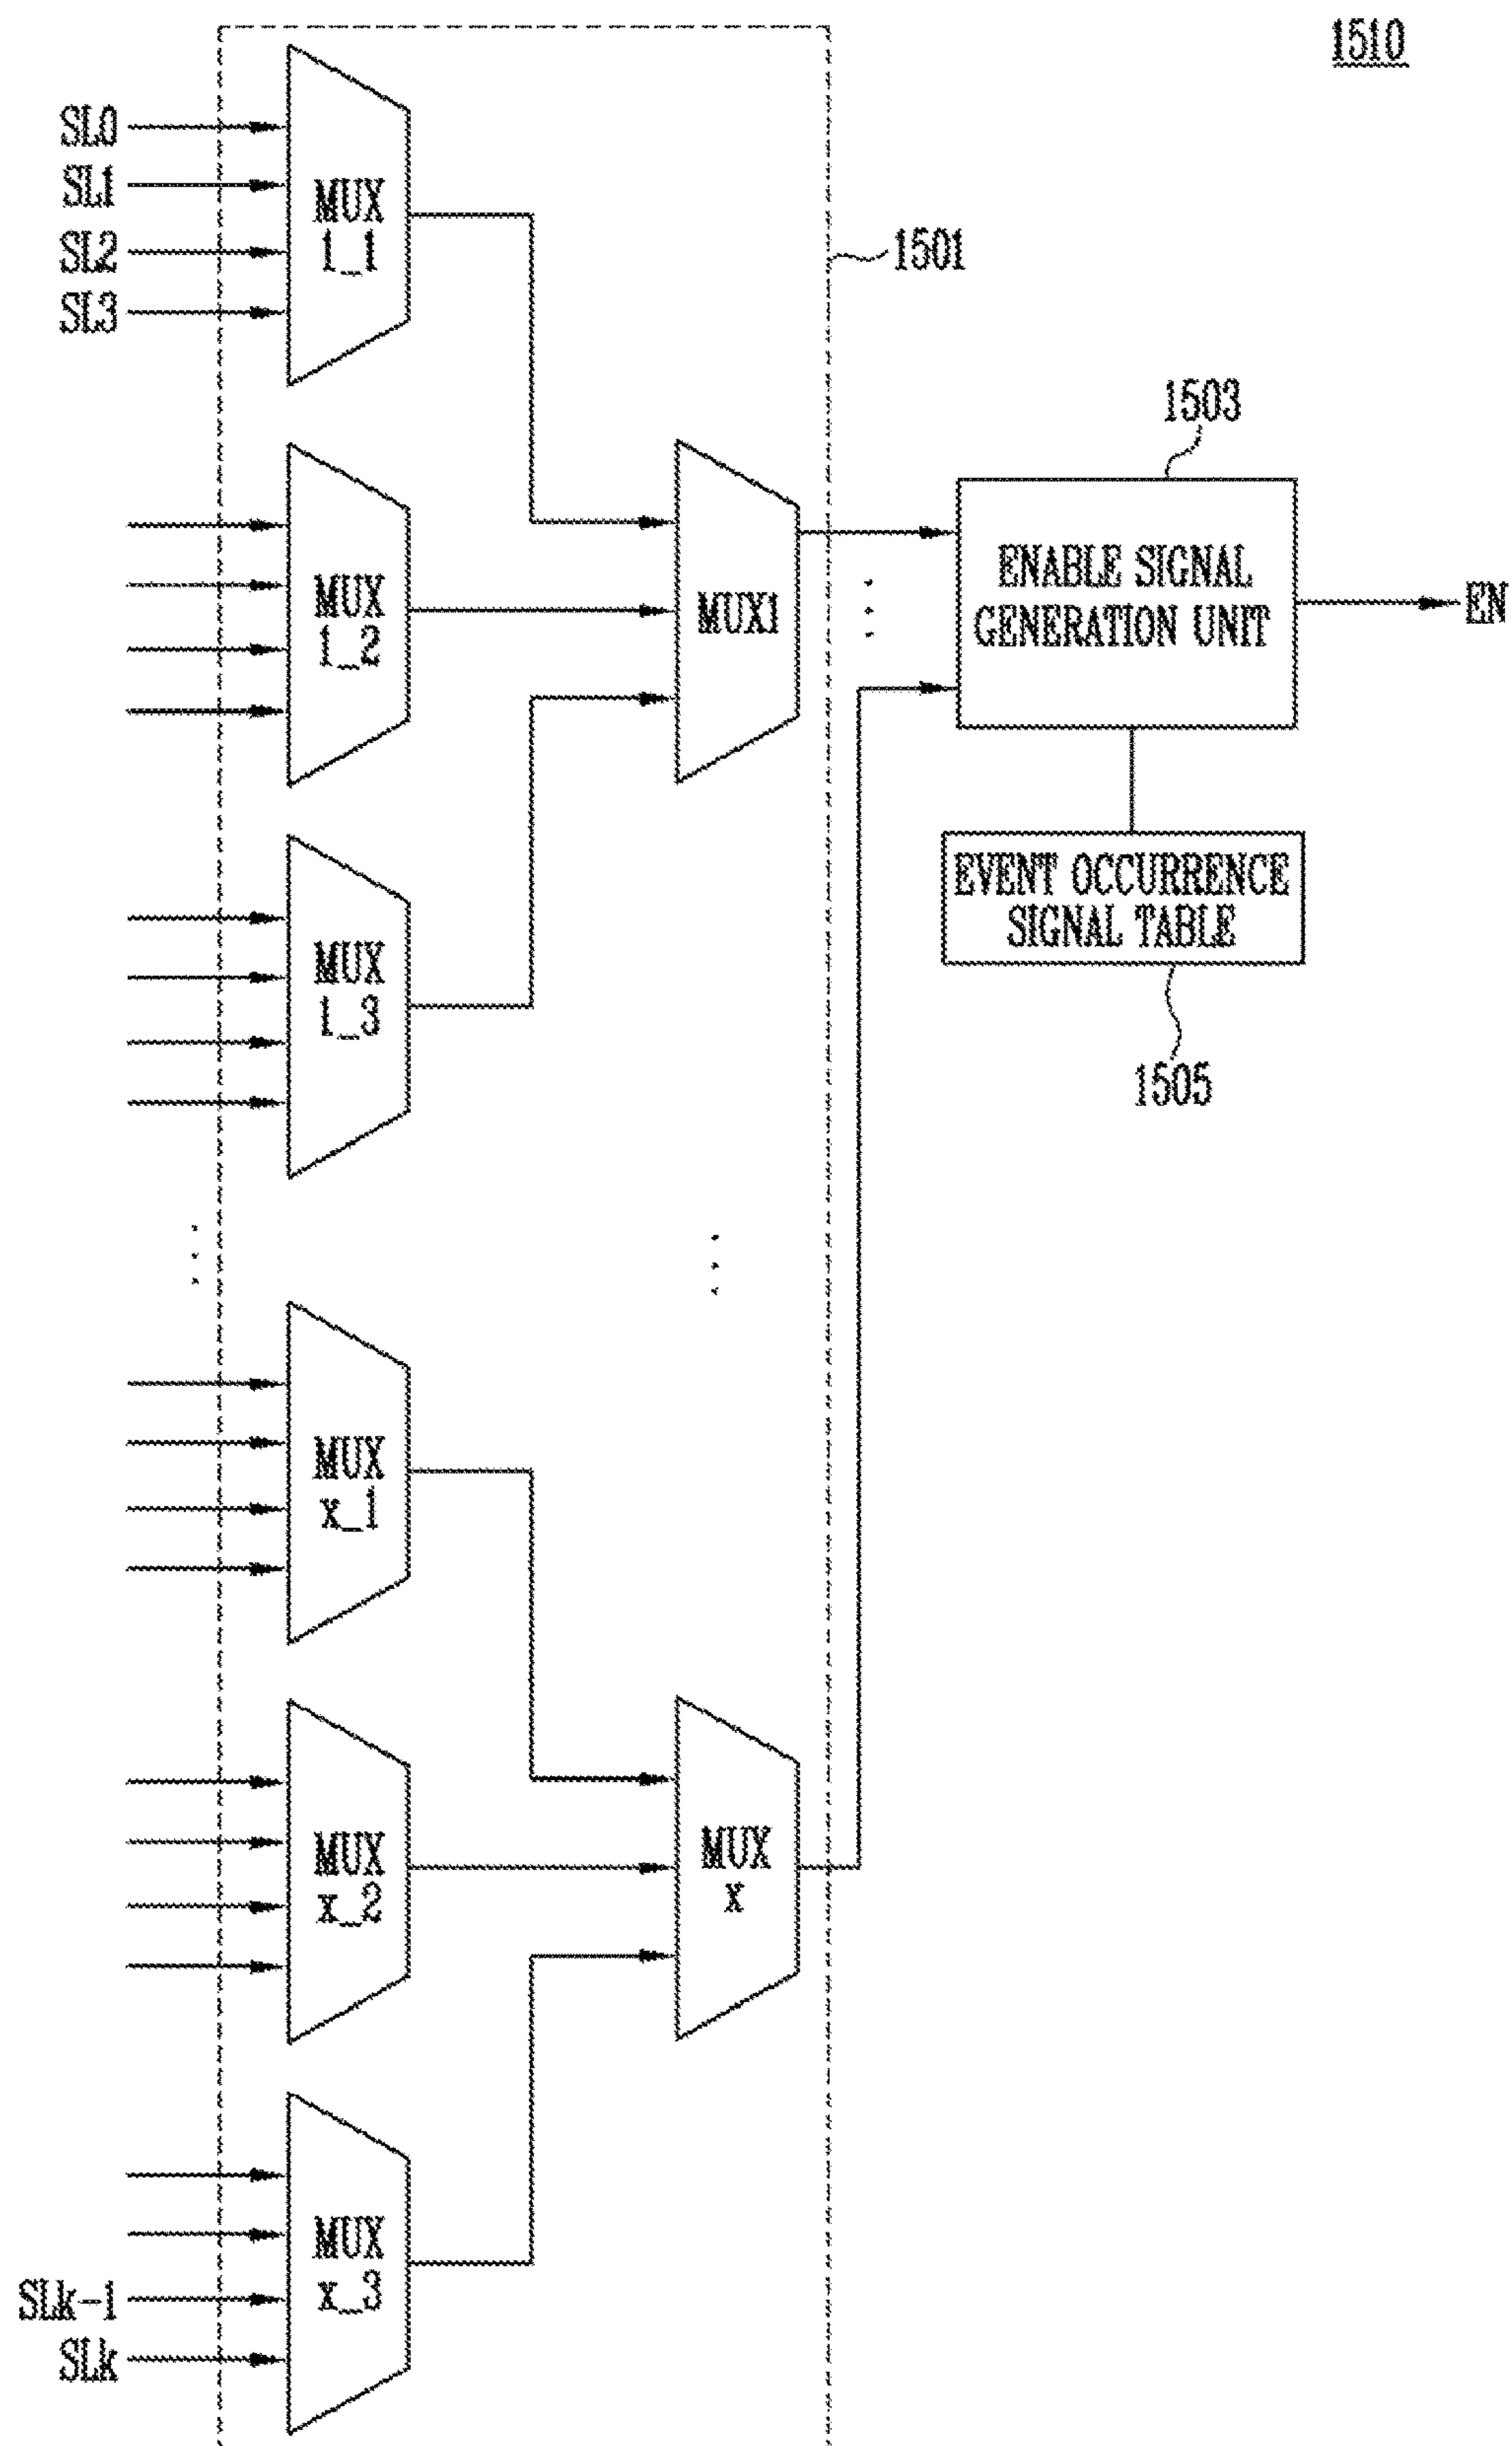 1510
SL0
SL1
SL2
SL3
MUX
1_1
1501
1503
MUX
1_2
MUX1
ENABLE SIGNAL
GENERATION UNIT
EN
EVENT OCCURRENCE
SIGNAL TABLE
MUX
1_3
1505
MUX
x_1
MUX
x_2
MUX
x
MUX
x_3
SLk-1
SLk